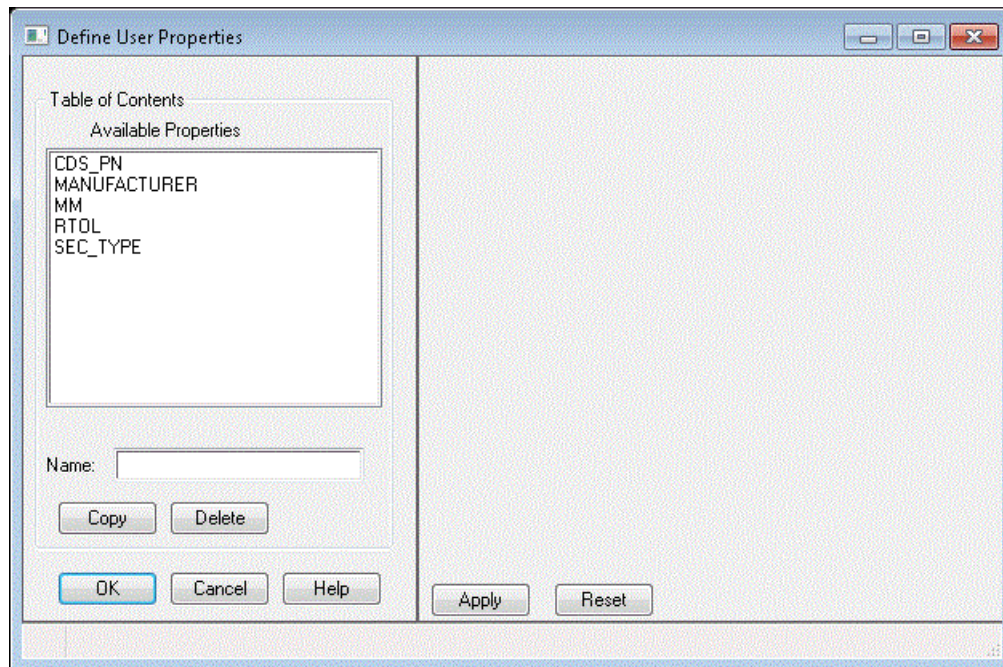 Define User Properties
Table of Contents
Available Properties
CDS_PN
MANUFACTURER
MM
RTOL
SEC_TYPE
Name:
Copy Delete
OK Cancel Help Apply Reset